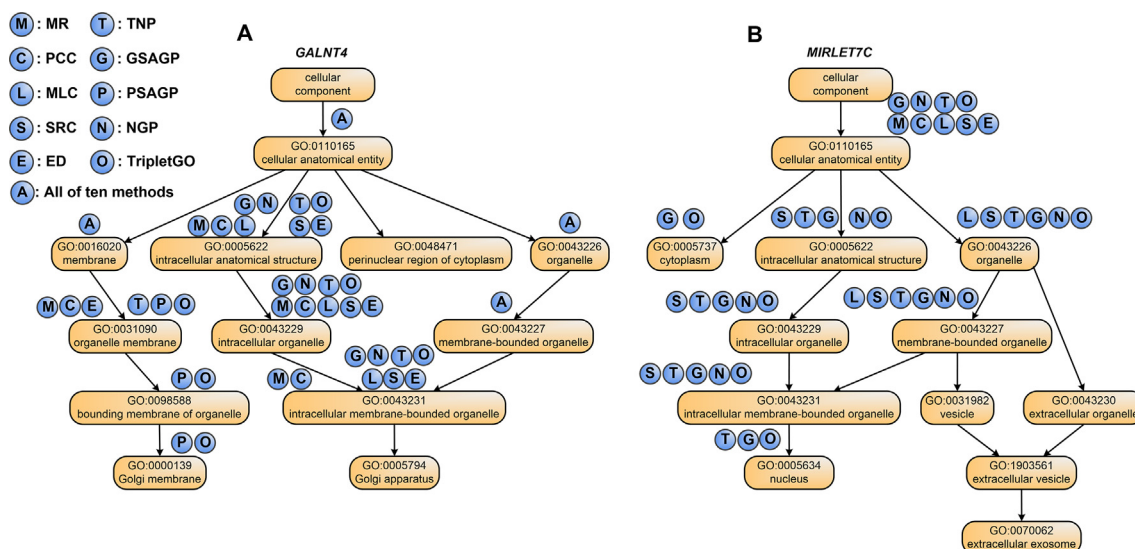 M : MR T : TNP
C : PCC G : GSAGP
L : MLC P : PSAGP
S : SRC N : NGP
E : ED O : TripletGO
A : All of ten methods
A
GALNT4
cellular
component
A
GO:0110165
cellular anatomical entity
G N T O
A M C L S E A
GO:0016020
membrane
GO:0005622
intracellular anatomical structure
GO:0048471
perinuclear region of cytoplasm
GO:0043226
organelle
G N T O
M C E T P O M C L S E A
GO:0031090
organelle membrane
GO:0043229
intracellular organelle
GO:0043227
membrane-bounded organelle
G N T O
P O M C L S E
GO:0098588
bounding membrane of organelle
GO:0043231
intracellular membrane-bounded organelle
P O
GO:0000139
Golgi membrane
GO:0005794
Golgi apparatus
B
MIRLET7C
cellular
component
G N T O
M C L S E
GO:0110165
cellular anatomical entity
G O S T G N O L S T G N O
GO:0005737
cytoplasm
GO:0005622
intracellular anatomical structure
GO:0043226
organelle
S T G N O L S T G N O
GO:0043229
intracellular organelle
GO:0043227
membrane-bounded organelle
S T G N O
GO:0043231
intracellular membrane-bounded organelle
GO:0031982
vesicle
GO:0043230
extracellular organelle
T G O
GO:0005634
nucleus
GO:1903561
extracellular vesicle
GO:0070062
extracellular exosome